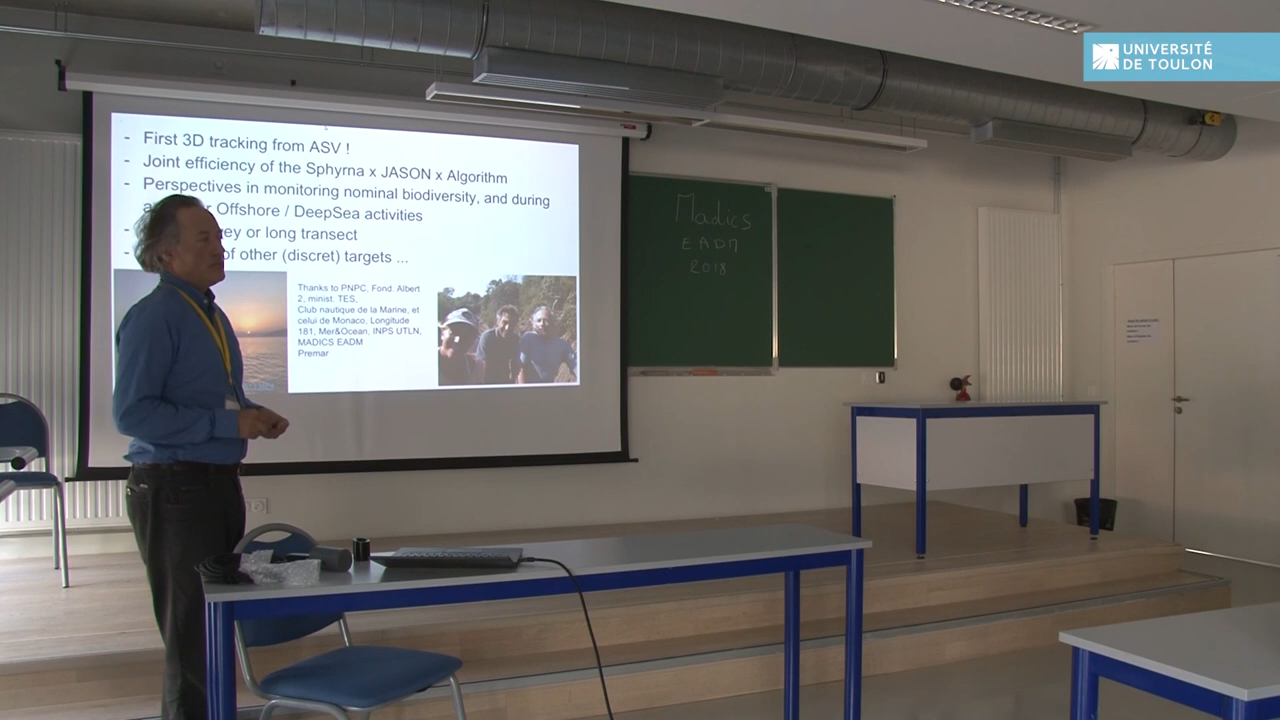 UNIVERSITÉ
DE TOULON
- First 3D tracking from ASV !
- Joint efficiency of the Sphyrna x JASON x Algorithm
- Perspectives in monitoring nominal biodiversity, and during
Offshore / DeepSea activities
- or long transect
- of other (discret) targets ...
Thanks to PNPC, Fond. Albert
2, minist. TES,
Club nautique de la Marine, et
celui de Monaco, Longitude
181, Mer&Ocean, INPS UTLN,
MADICS EADM
Premar
Madics
EADM
2018